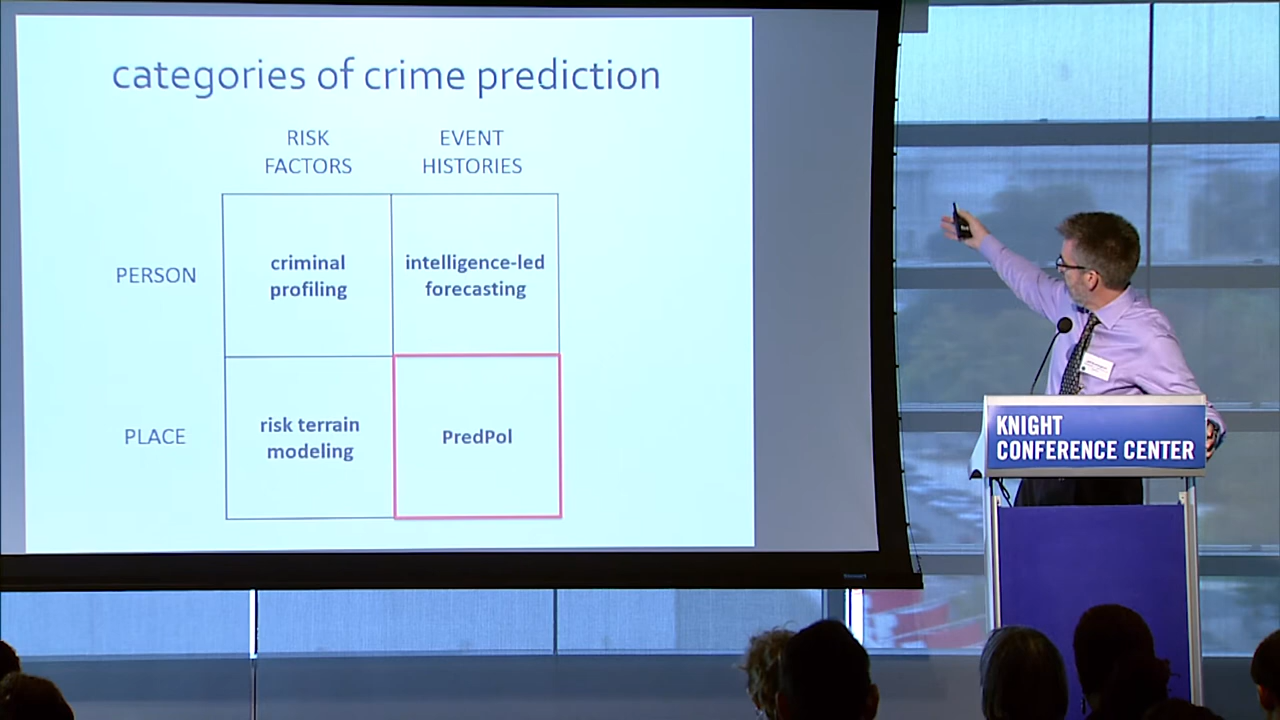 categories of crime prediction
RISK
FACTORS
EVENT
HISTORIES
PERSON
criminal
profiling
intelligence-led
forecasting
PLACE
risk terrain
modeling
PredPol
KNIGHT
CONFERENCE CENTER